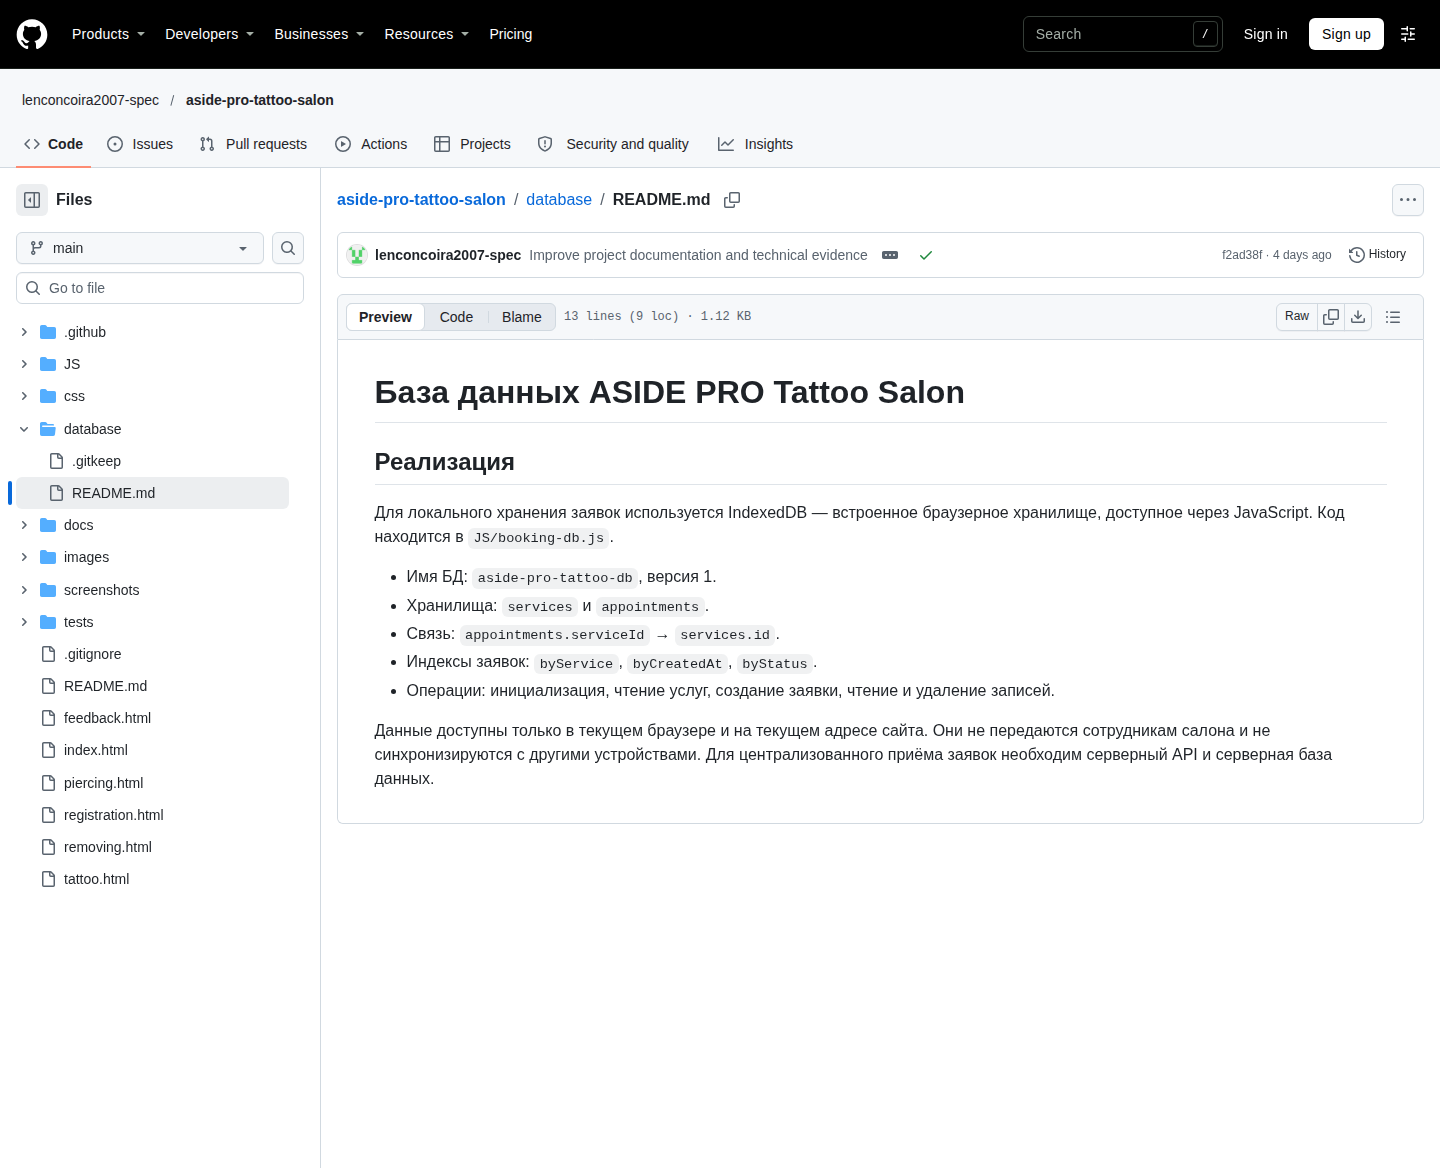 Products Developers Businesses Resources Pricing Search / Sign in Sign up
lenconcoira2007-spec / aside-pro-tattoo-salon
Code Issues Pull requests Actions Projects Security and quality Insights
Files
main
Go to file
.github
JS
css
database
.gitkeep
README.md
docs
images
screenshots
tests
.gitignore
README.md
feedback.html
index.html
piercing.html
registration.html
removing.html
tattoo.html
aside-pro-tattoo-salon / database / README.md
lenconcoira2007-spec Improve project documentation and technical evidence f2ad38f · 4 days ago History
Preview Code Blame 13 lines (9 loc) · 1.12 KB Raw
База данных ASIDE PRO Tattoo Salon
Реализация
Для локального хранения заявок используется IndexedDB — встроенное браузерное хранилище, доступное через JavaScript. Код
находится в JS/booking-db.js.
Имя БД: aside-pro-tattoo-db, версия 1.
Хранилища: services и appointments.
Связь: appointments.serviceId → services.id.
Индексы заявок: byService, byCreatedAt, byStatus.
Операции: инициализация, чтение услуг, создание заявки, чтение и удаление записей.
Данные доступны только в текущем браузере и на текущем адресе сайта. Они не передаются сотрудникам салона и не
синхронизируются с другими устройствами. Для централизованного приёма заявок необходим серверный API и серверная база
данных.